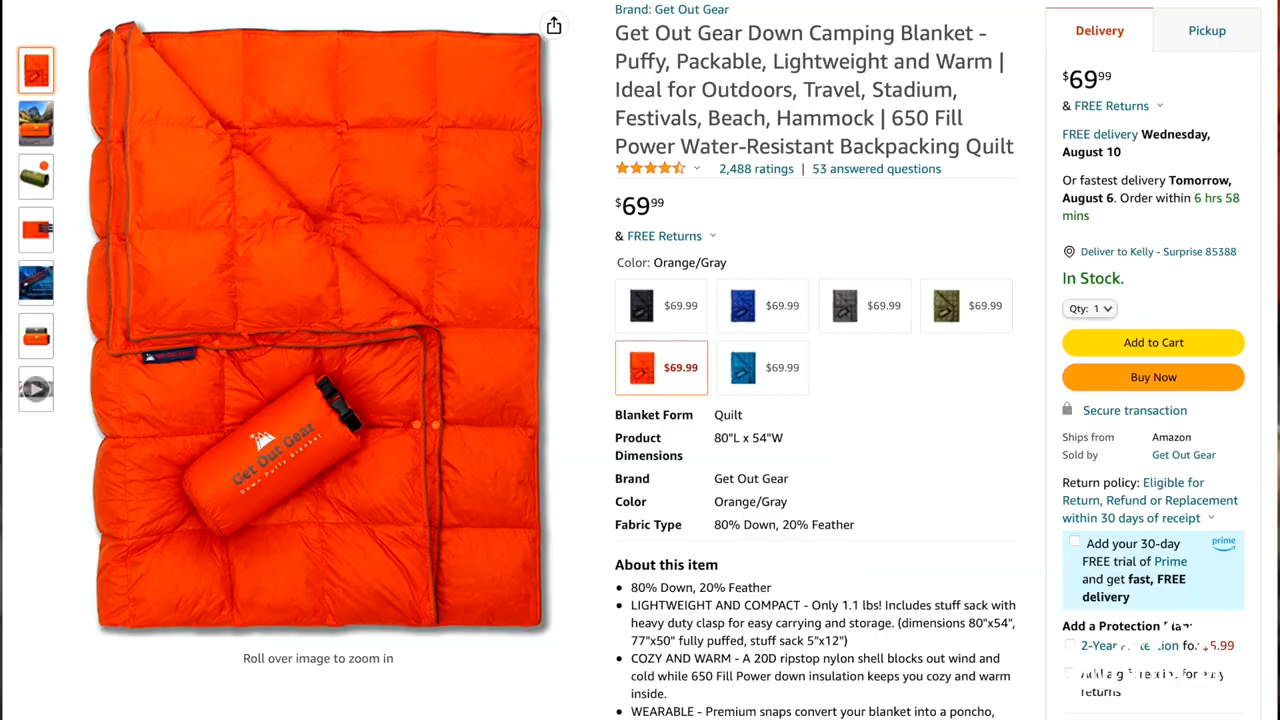 Brand: Get Out Gear
Get Out Gear Down Camping Blanket -
Puffy, Packable, Lightweight and Warm |
Ideal for Outdoors, Travel, Stadium,
Festivals, Beach, Hammock | 650 Fill
Power Water-Resistant Backpacking Quilt
2,488 ratings | 53 answered questions
$69.99
& FREE Returns
Color: Orange/Gray
$69.99
$69.99
$69.99
$69.99
$69.99
$69.99
Blanket Form Quilt
Product Dimensions 80"L x 54"W
Brand Get Out Gear
Color Orange/Gray
Fabric Type 80% Down, 20% Feather
About this item
80% Down, 20% Feather
LIGHTWEIGHT AND COMPACT - Only 1.1 lbs! Includes stuff sack with
heavy duty clasp for easy carrying and storage. (dimensions 80"x54",
77"x50" fully puffed, stuff sack 5"x12")
COZY AND WARM - A 20D ripstop nylon shell blocks out wind and
cold while 650 Fill Power down insulation keeps you cozy and warm
inside.
WEARABLE - Premium snaps convert your blanket into a poncho,
Get Out Gear
Down Puffy Blanket
Roll over image to zoom in
Delivery
Pickup
$69.99
& FREE Returns
FREE delivery Wednesday,
August 10
Or fastest delivery Tomorrow,
August 6. Order within 6 hrs 58
mins
Deliver to Kelly - Surprise 85388
In Stock.
Qty: 1
Add to Cart
Buy Now
Secure transaction
Ships from Amazon
Sold by Get Out Gear
Return policy: Eligible for
Return, Refund or Replacement
within 30 days of receipt
Add your 30-day
FREE trial of Prime
and get fast, FREE
delivery
prime
Add a Protection
2-Year for
Add a
returns